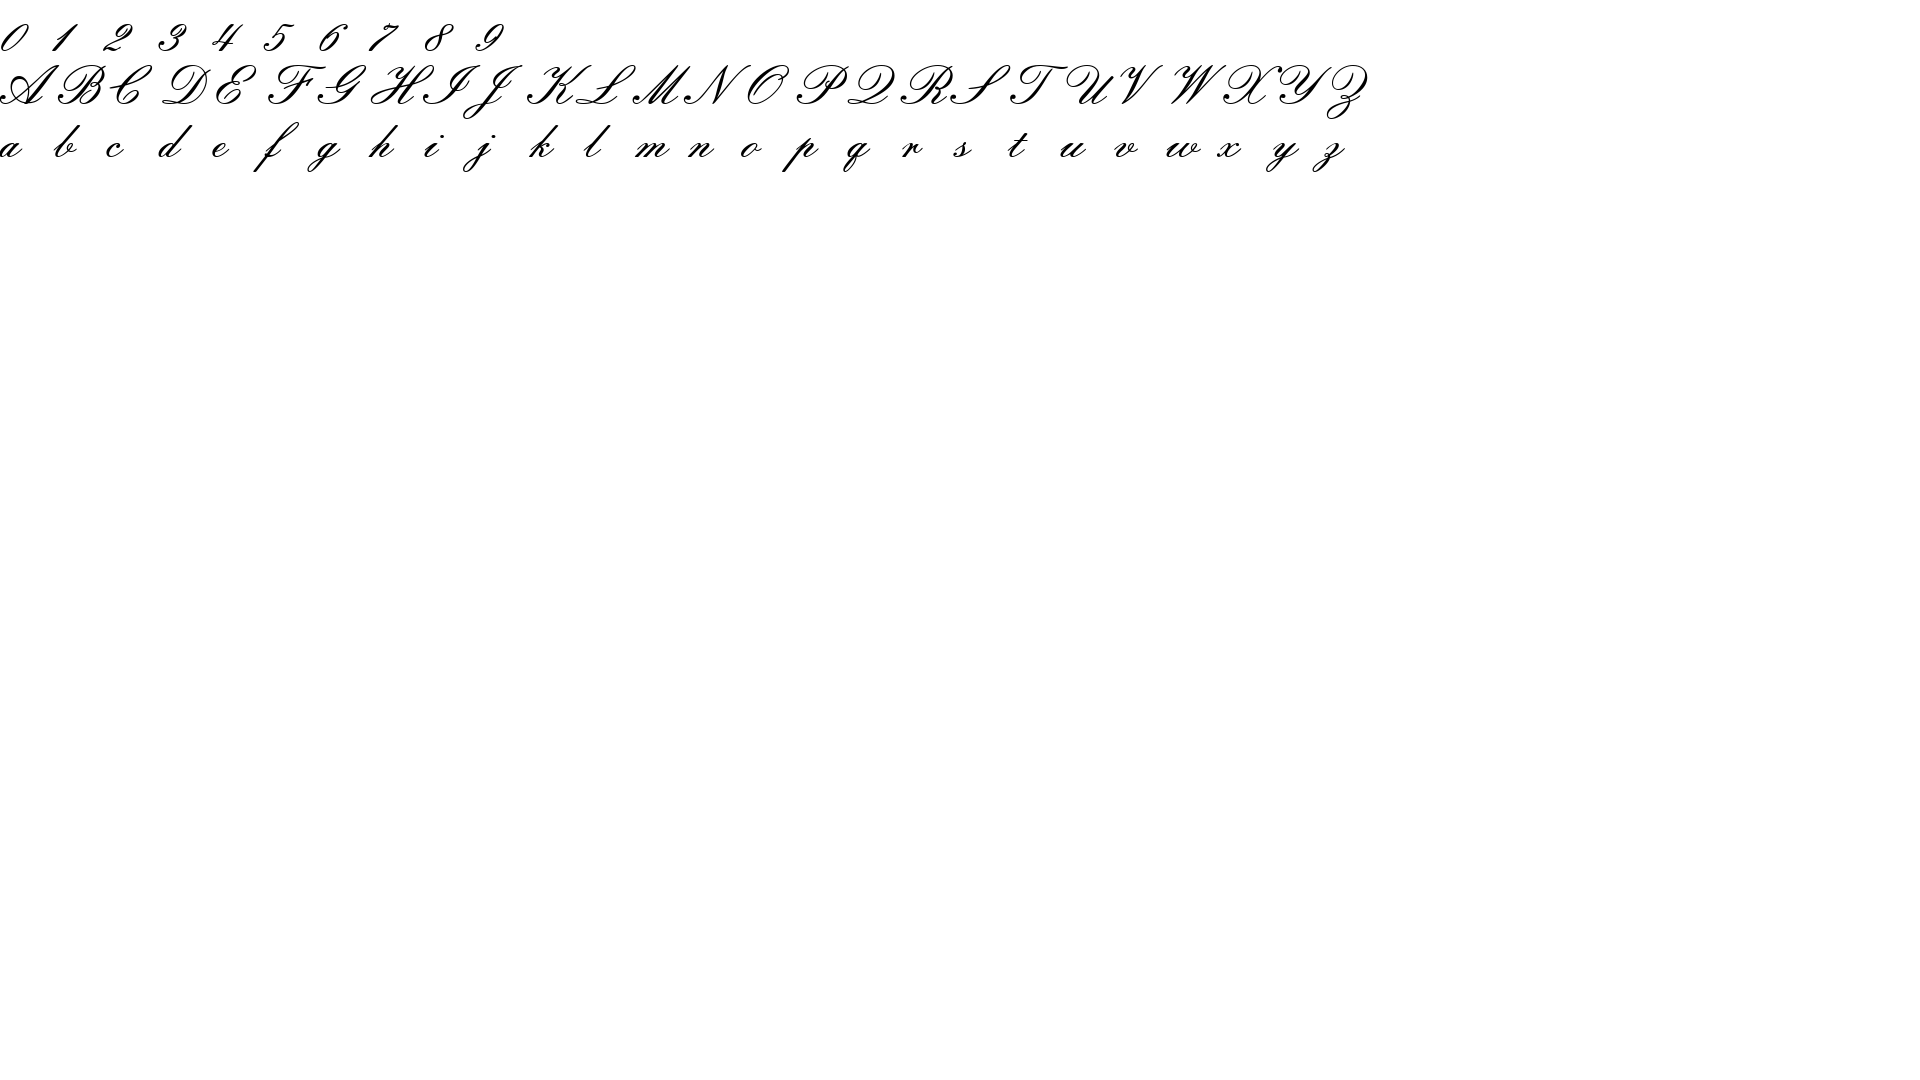 0 1 2 3 4 5 6 7 8 9
A B C D E F G H I J K L M N O P Q R S T U V W X Y Z
a b c d e f g h i j k l m n o p q r s t u v w x y z